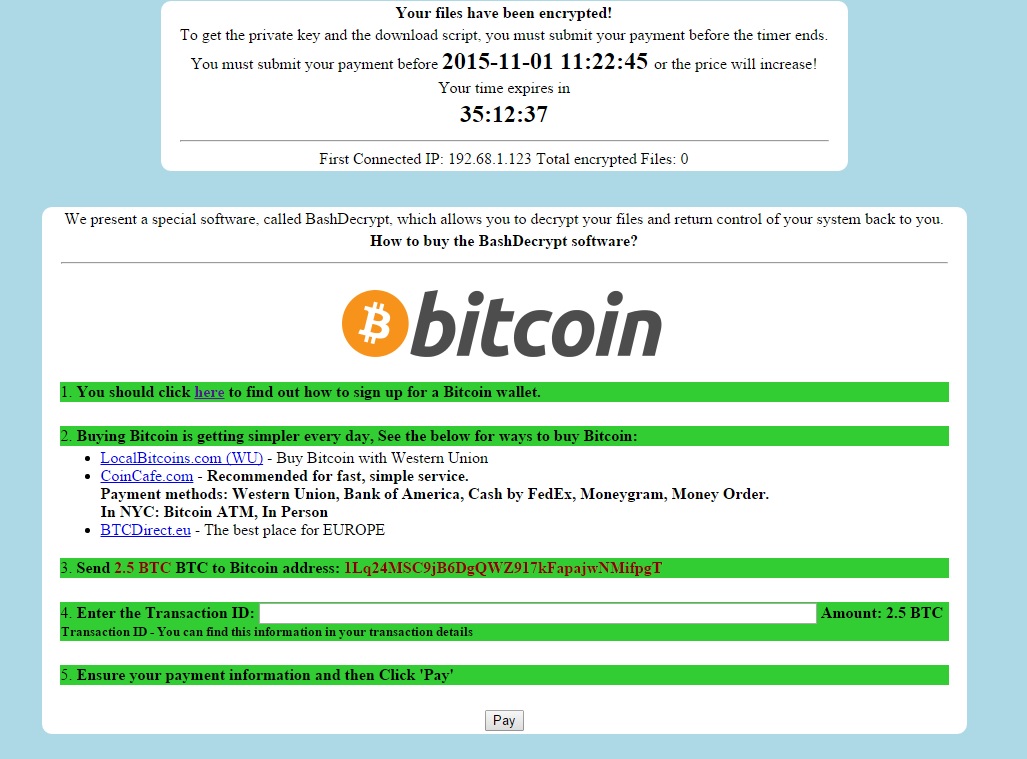 Your files have been encrypted!
To get the private key and the download script, you must submit your payment before the timer ends.
You must submit your payment before 2015-11-01 11:22:45 or the price will increase!
Your time expires in
35:12:37
First Connected IP: 192.68.1.123 Total encrypted Files: 0
We present a special software, called BashDecrypt, which allows you to decrypt your files and return control of your system back to you.
How to buy the BashDecrypt software?
bitcoin
1. You should click here to find out how to sign up for a Bitcoin wallet.
2. Buying Bitcoin is getting simpler every day, See the below for ways to buy Bitcoin:
• LocalBitcoins.com (WU) - Buy Bitcoin with Western Union
• CoinCafe.com - Recommended for fast, simple service.
Payment methods: Western Union, Bank of America, Cash by FedEx, Moneygram, Money Order.
In NYC: Bitcoin ATM, In Person
• BTCDirect.eu - The best place for EUROPE
3. Send 2.5 BTC BTC to Bitcoin address: 1Lq24MSC9jB6DgQWZ917kFapajwNMifpgT
4. Enter the Transaction ID: Amount: 2.5 BTC
Transaction ID - You can find this information in your transaction details
5. Ensure your payment information and then Click 'Pay'
Pay